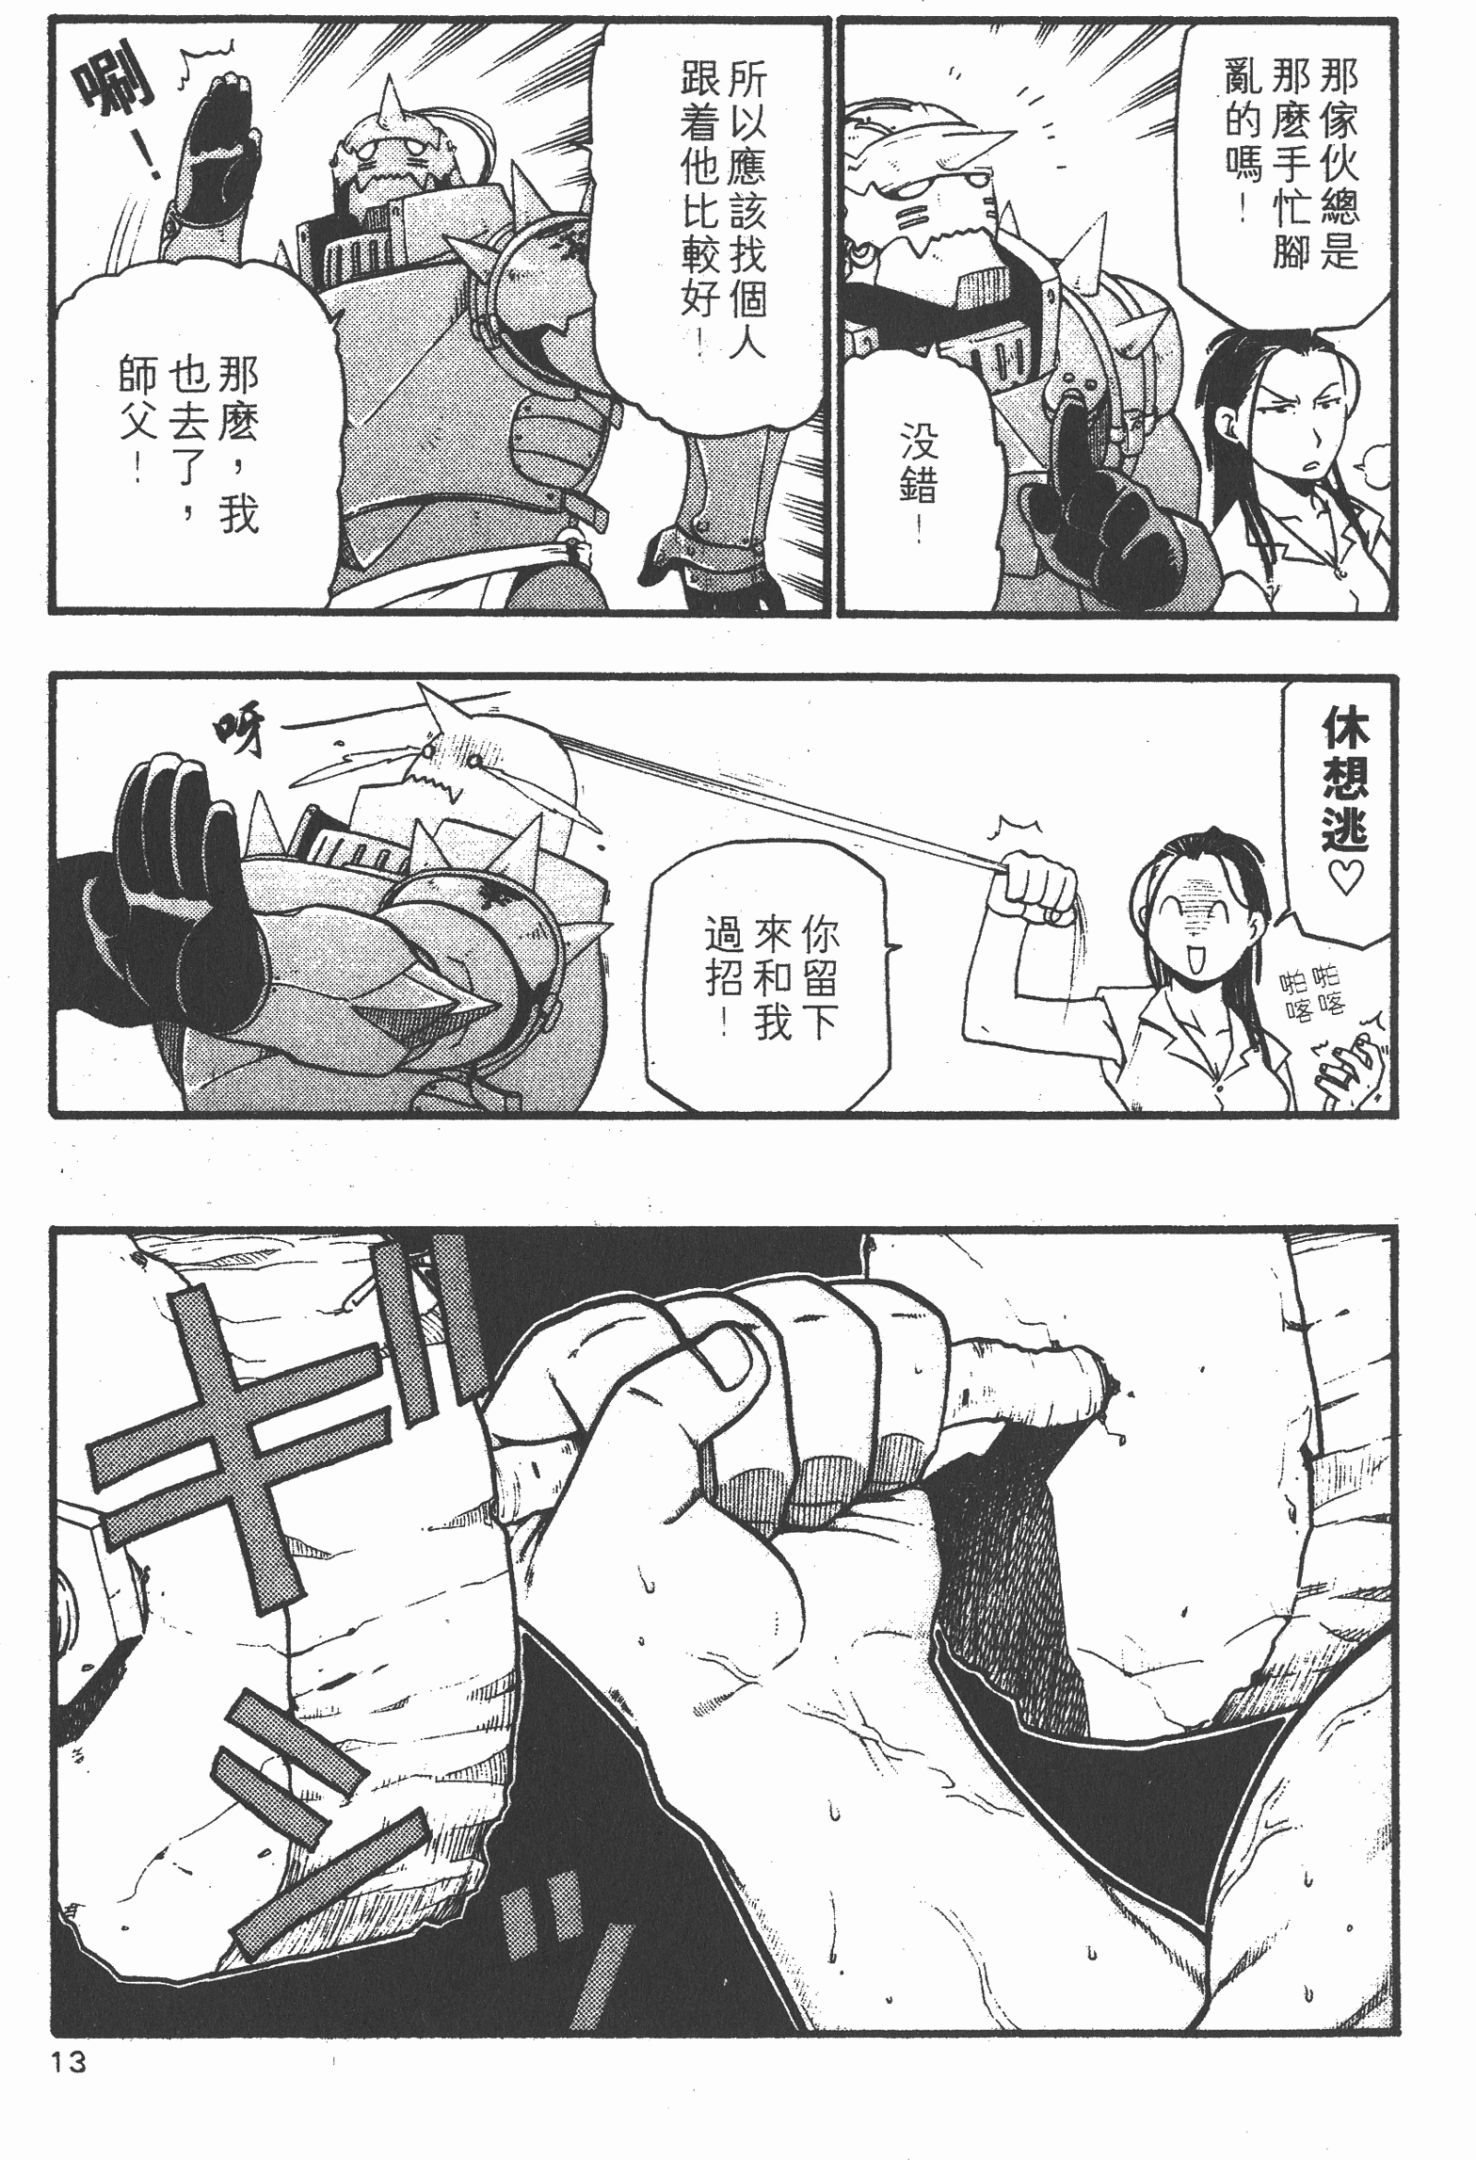 那傢伙總是
那麼手忙腳
亂的嗎！
没錯！
所以應該找個人
跟着他比較好！
唰！
那麼，我
也去了，
師父！
休想逃♡
啪喀
啪喀
你留下
來和我
過招！
呀
キ
13